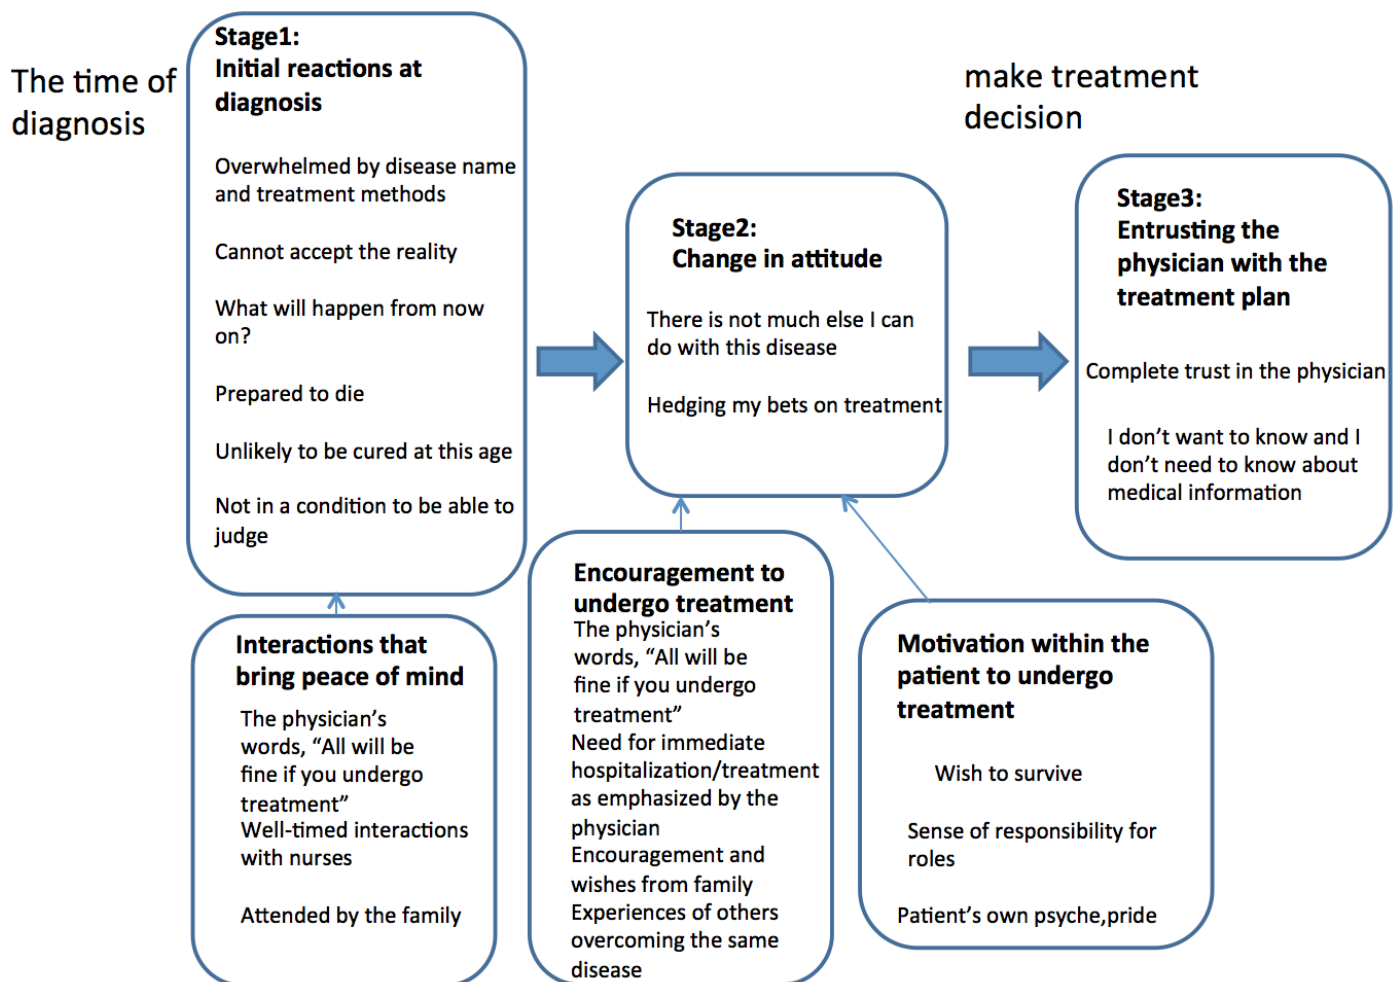 The time of
diagnosis
Stage1:
Initial reactions at
diagnosis
Overwhelmed by disease name
and treatment methods
Cannot accept the reality
What will happen from now
on?
Prepared to die
Unlikely to be cured at this age
Not in a condition to be able to
judge
Interactions that
bring peace of mind
The physician's
words, “All will be
fine if you undergo
treatment”
Well-timed interactions
with nurses
Attended by the family
Stage2:
Change in attitude
There is not much else I can
do with this disease
Hedging my bets on treatment
Encouragement to
undergo treatment
The physician's
words, “All will be
fine if you undergo
treatment”
Need for immediate
hospitalization/treatment
as emphasized by the
physician
Encouragement and
wishes from family
Experiences of others
overcoming the same
disease
Motivation within the
patient to undergo
treatment
Wish to survive
Sense of responsibility for
roles
Patient's own psyche,pride
make treatment
decision
Stage3:
Entrusting the
physician with the
treatment plan
Complete trust in the physician
I don't want to know and I
don't need to know about
medical information